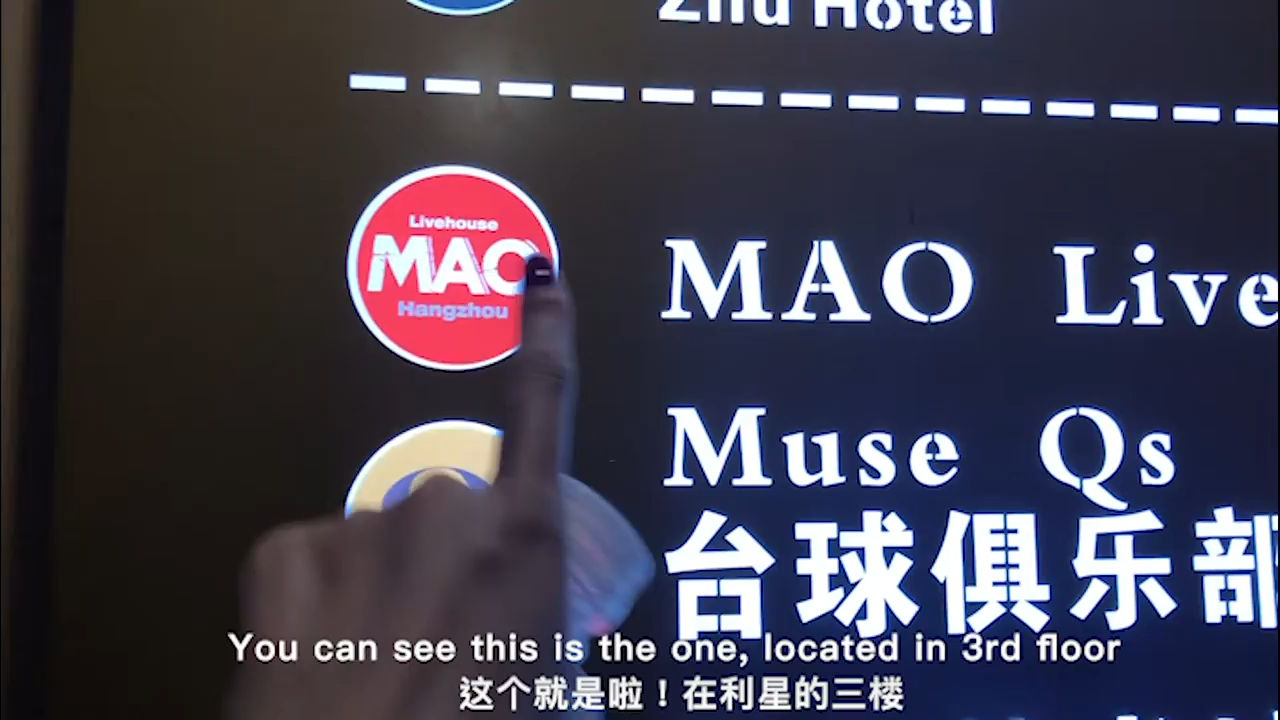 Zhu Hotel
Livehouse
MAO
Hangzhou
MAO Live
Muse Qs
台球俱乐部
You can see this is the one, located in 3rd floor
这个就是啦！在利星的三楼